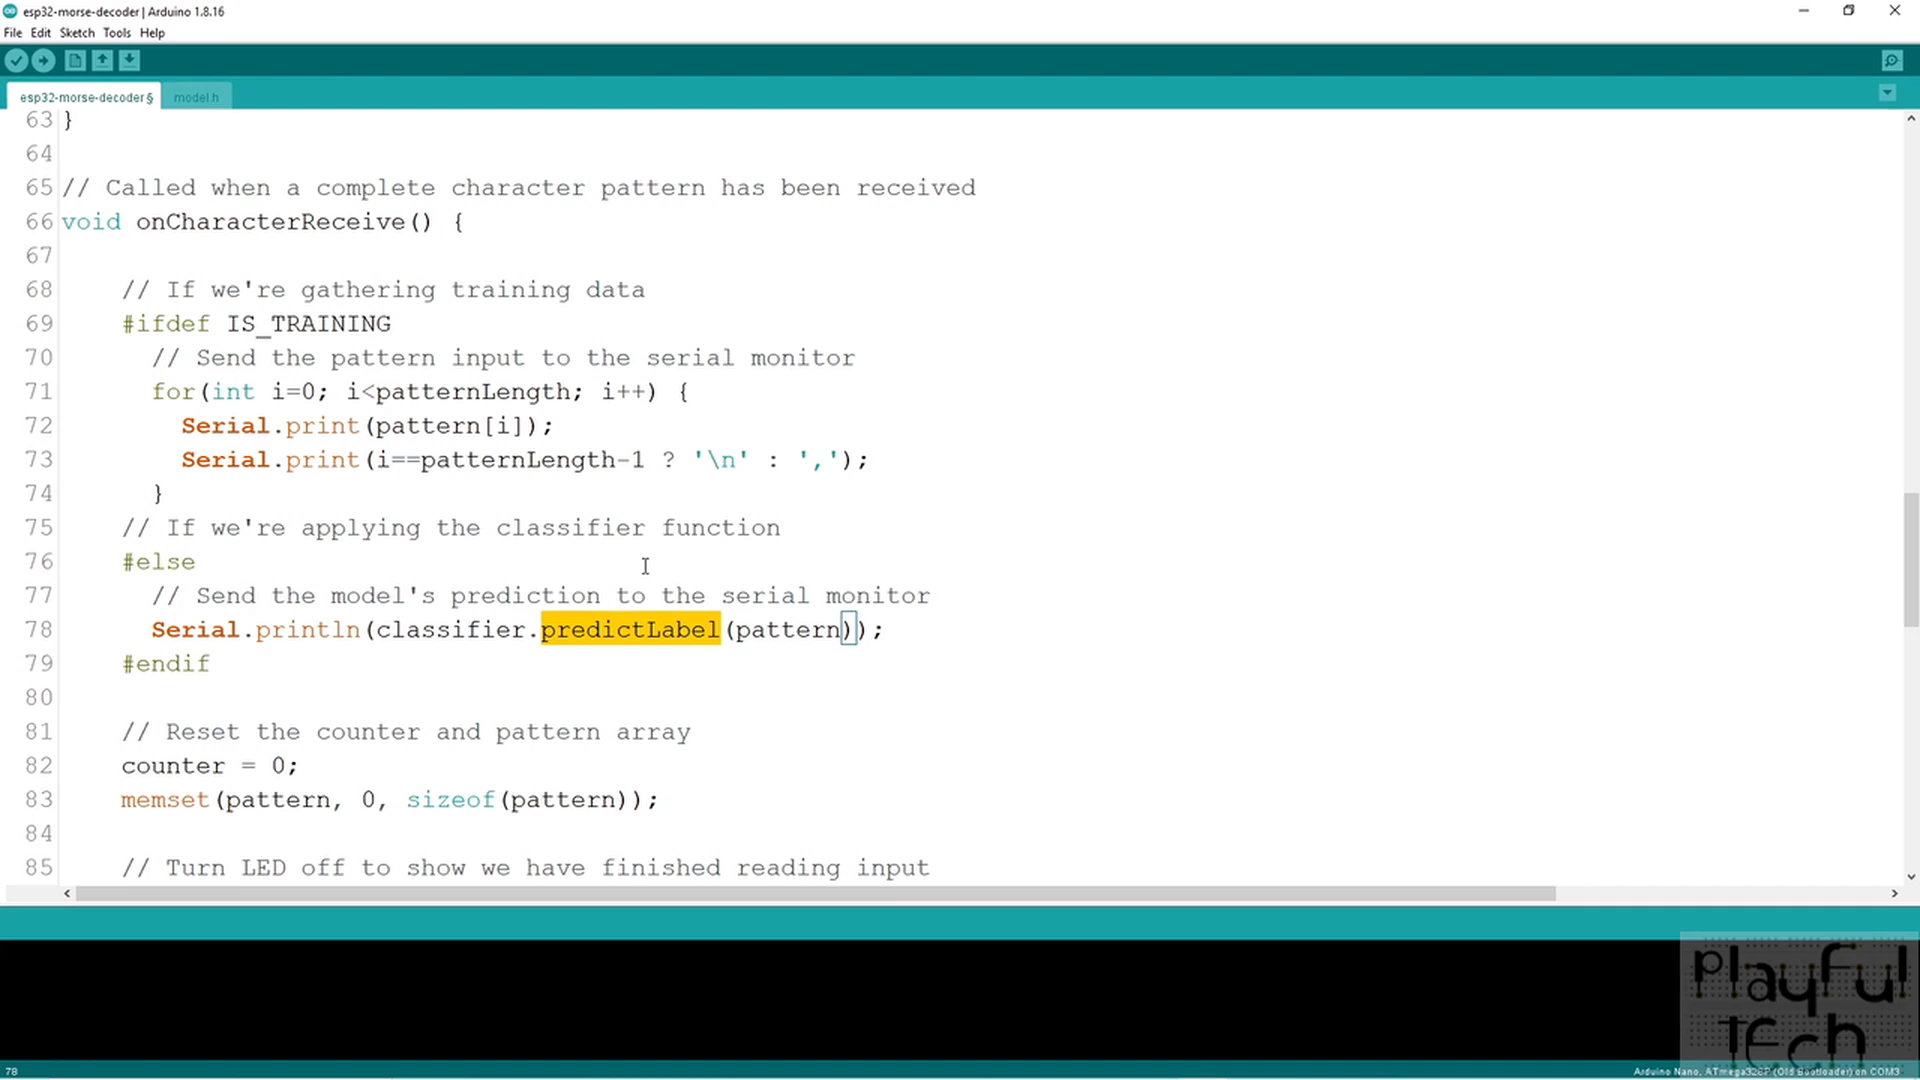 esp32-morse-decoder | Arduino 1.8.16
File Edit Sketch Tools Help
esp32-morse-decoder § model.h
63 }
64
65 // Called when a complete character pattern has been received
66 void onCharacterReceive() {
67
68 // If we're gathering training data
69 #ifdef IS_TRAINING
70 // Send the pattern input to the serial monitor
71 for(int i=0; i<patternLength; i++) {
72 Serial.print(pattern[i]);
73 Serial.print(i==patternLength-1 ? '\n' : ',');
74 }
75 // If we're applying the classifier function
76 #else
77 // Send the model's prediction to the serial monitor
78 Serial.println(classifier.predictLabel(pattern));
79 #endif
80
81 // Reset the counter and pattern array
82 counter = 0;
83 memset(pattern, 0, sizeof(pattern));
84
85 // Turn LED off to show we have finished reading input
playful
tech
78 Arduino Nano, ATmega328P (Old Bootloader) on COM3